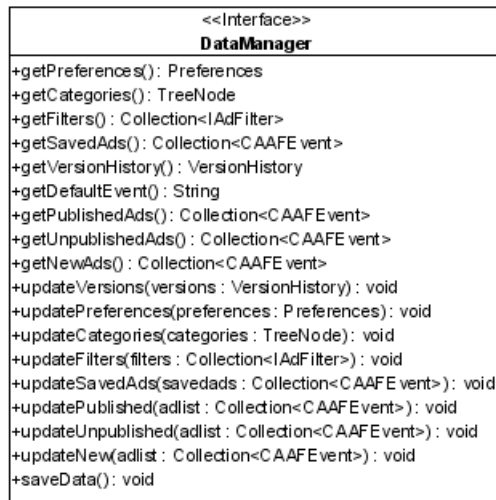 <<Interface>>
DataManager
+getPreferences() : Preferences
+getCategories() : TreeNode
+getFilters() : Collection<IAdFilter>
+getSavedAds() : Collection<CAAFEvent>
+getVersionHistory() : VersionHistory
+getDefaultEvent() : String
+getPublishedAds() : Collection<CAAFEvent>
+getUnpublishedAds() : Collection<CAAFEvent>
+getNewAds() : Collection<CAAFEvent>
+updateVersions(versions : VersionHistory) : void
+updatePreferences(preferences : Preferences) : void
+updateCategories(categories : TreeNode) : void
+updateFilters(filters : Collection<IAdFilter>) : void
+updateSavedAds(savedads : Collection<CAAFEvent>) : void
+updatePublished(adlist : Collection<CAAFEvent>) : void
+updateUnpublished(adlist : Collection<CAAFEvent>) : void
+updateNew(adlist : Collection<CAAFEvent>) : void
+saveData() : void